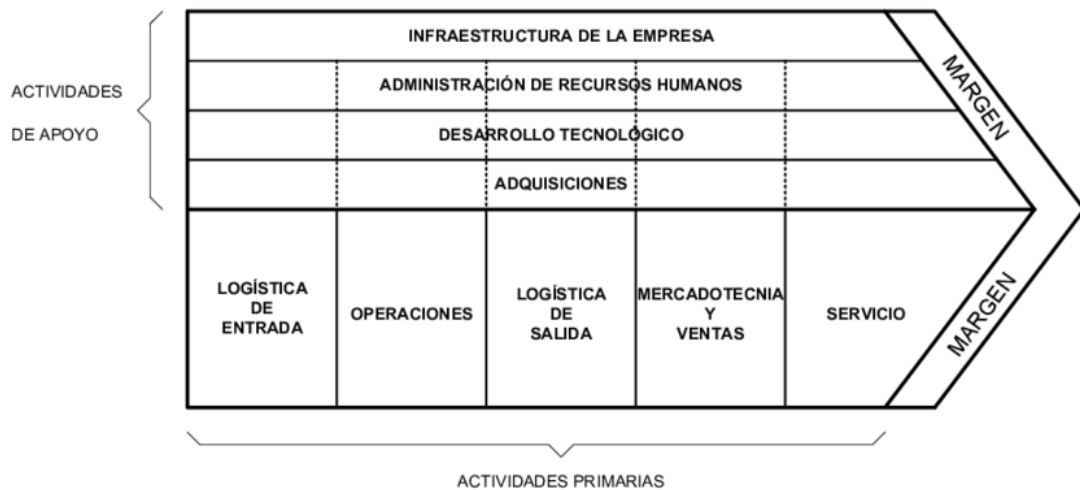 ACTIVIDADES
DE APOYO
INFRAESTRUCTURA DE LA EMPRESA
ADMINISTRACIÓN DE RECURSOS HUMANOS
DESARROLLO TECNOLÓGICO
ADQUISICIONES
MARGEN
LOGÍSTICA
DE
ENTRADA
OPERACIONES
LOGÍSTICA
DE
SALIDA
MERCADOTECNIA
Y
VENTAS
SERVICIO
MARGEN
ACTIVIDADES PRIMARIAS